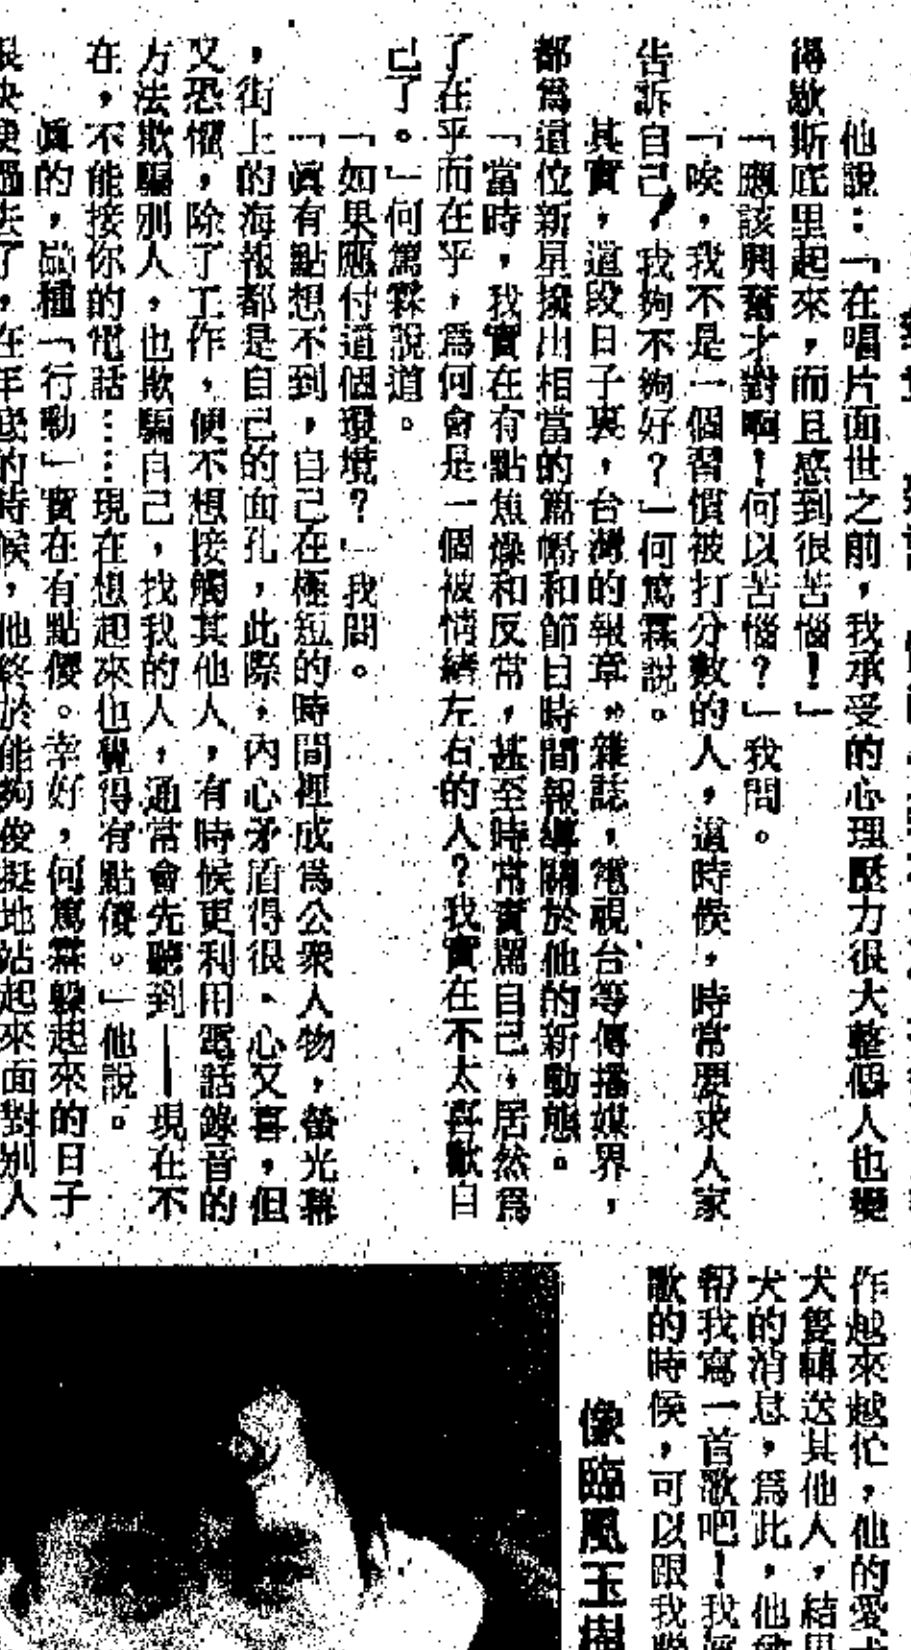 他說：「在唱片面世之前，我承受的心理壓力很大整個人也變
得歇斯底里起來，而且感到很苦惱！」
「應該興奮才對啊！何以苦惱？」我問。
「唉，我不是一個習慣被打分數的人，這時候，時常要求人家
告訴自己，我夠不夠好？」何篤霖說。
其實，這段日子裏，台灣的報章，雜誌，電視台等傳播媒界，
都爲這位新星撥出相當的篇幅和節目時間報導關於他的新動態。
「當時，我實在有點焦燥和反常，甚至時常責罵自己，居然爲
了在乎而在乎，爲何會是一個被情緒左右的人？我實在不太喜歡自
己了。」何篤霖說道。
「如果應付這個環境？」我問。
「眞有點想不到，自己在極短的時間裡成爲公衆人物，螢光幕
，街上的海報都是自己的面孔，此際，內心矛盾得很，心又喜，但
又恐懼，除了工作，便不想接觸其他人，有時候更利用電話錄音的
方法欺騙別人，也欺騙自己，找我的人，通常會先聽到——現在不
在，不能接你的電話……現在想起來也覺得有點傻。」他說。
眞的，這種「行動」實在有點傻。幸好，何篤霖躲起來的日子
很快便過去了，在年底的時候，他終於能夠俊挺地站起來面對別人
作越來越忙，他的愛
犬隻轉送其他人，結果
犬的消息，爲此，他
帮我寫一首歌吧！我
歌的時候，可以跟我
像臨風玉樹